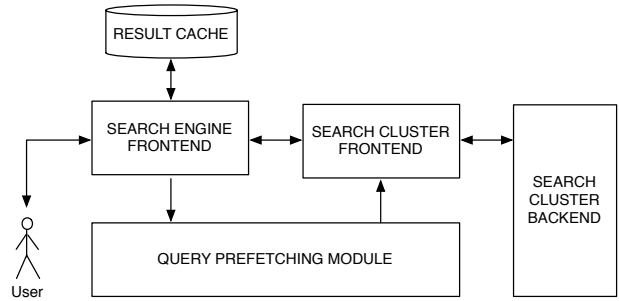 RESULT CACHE
SEARCH ENGINE
FRONTEND
SEARCH CLUSTER
FRONTEND
SEARCH
CLUSTER
BACKEND
QUERY PREFETCHING MODULE
User